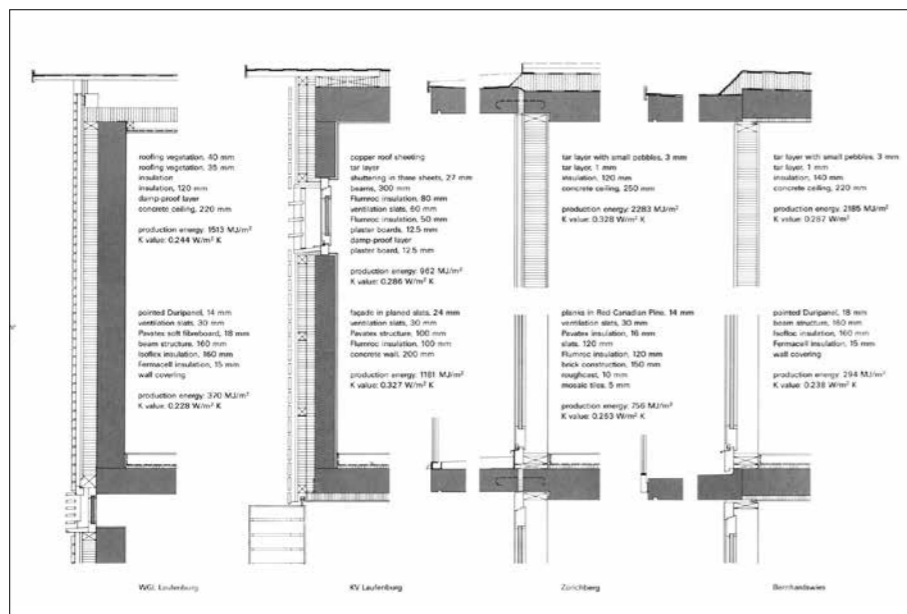 roofing vegetation, 40 mm
roofing vegetation, 35 mm
insulation
insulation, 120 mm
damp-proof layer
concrete ceiling, 220 mm
production energy: 1513 MJ/m²
K value: 0.244 W/m² K
copper roof sheeting
tar layer
shuttering in three sheets, 27 mm
beams, 300 mm
Flumroc insulation, 80 mm
ventilation slats, 60 mm
Flumroc insulation, 50 mm
plaster boards, 12.5 mm
damp-proof layer
plaster board, 12.5 mm
production energy: 962 MJ/m²
K value: 0.286 W/m² K
tar layer with small pebbles, 3 mm
tar layer, 1 mm
insulation, 120 mm
concrete ceiling, 250 mm
production energy: 2283 MJ/m²
K value: 0.328 W/m² K
tar layer with small pebbles, 3 mm
tar layer, 1 mm
insulation, 140 mm
concrete ceiling, 220 mm
production energy: 2185 MJ/m²
K value: 0.287 W/m² K
pointed Duripanel, 14 mm
ventilation slats, 30 mm
Pavatex soft fibreboard, 18 mm
beam structure, 160 mm
Isoflox insulation, 160 mm
Fermacell insulation, 15 mm
wall covering
production energy: 370 MJ/m²
K value: 0.228 W/m² K
façade in planed slats, 24 mm
ventilation slats, 30 mm
Pavatex structure, 100 mm
Flumroc insulation, 100 mm
concrete wall, 200 mm
production energy: 1181 MJ/m²
K value: 0.327 W/m² K
planks in Red Canadian Pine, 14 mm
ventilation slats, 30 mm
Pavatex insulation, 16 mm
slats, 120 mm
Flumroc insulation, 120 mm
brick construction, 150 mm
roughcast, 10 mm
mosaic tiles, 5 mm
production energy: 756 MJ/m²
K value: 0.263 W/m² K
pointed Duripanel, 18 mm
beam structure, 160 mm
Isofloc insulation, 160 mm
Fermacell insulation, 15 mm
wall covering
production energy: 294 MJ/m²
K value: 0.238 W/m² K
WGL Laufenburg
KV Laufenburg
Zürichberg
Bernhardswies